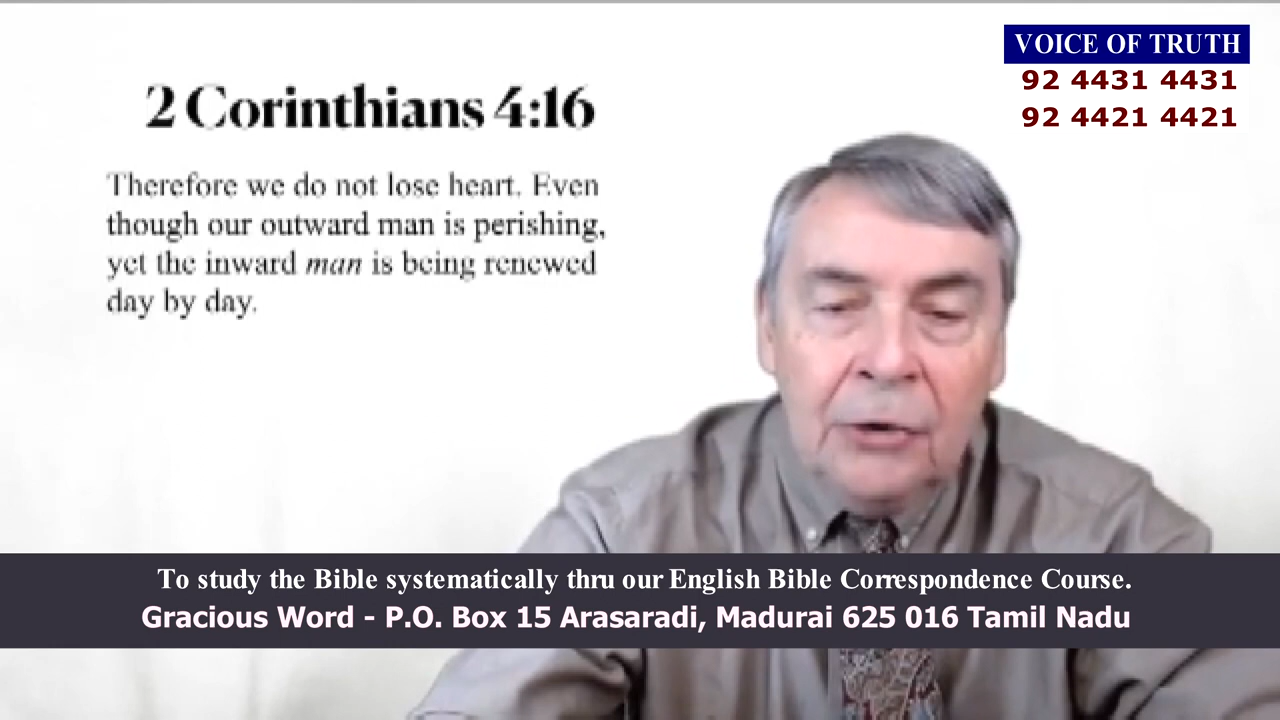 VOICE OF TRUTH
92 4431 4431
92 4421 4421
2 Corinthians 4:16
Therefore we do not lose heart. Even
though our outward man is perishing,
yet the inward man is being renewed
day by day.
To study the Bible systematically thru our English Bible Correspondence Course.
Gracious Word - P.O. Box 15 Arasaradi, Madurai 625 016 Tamil Nadu